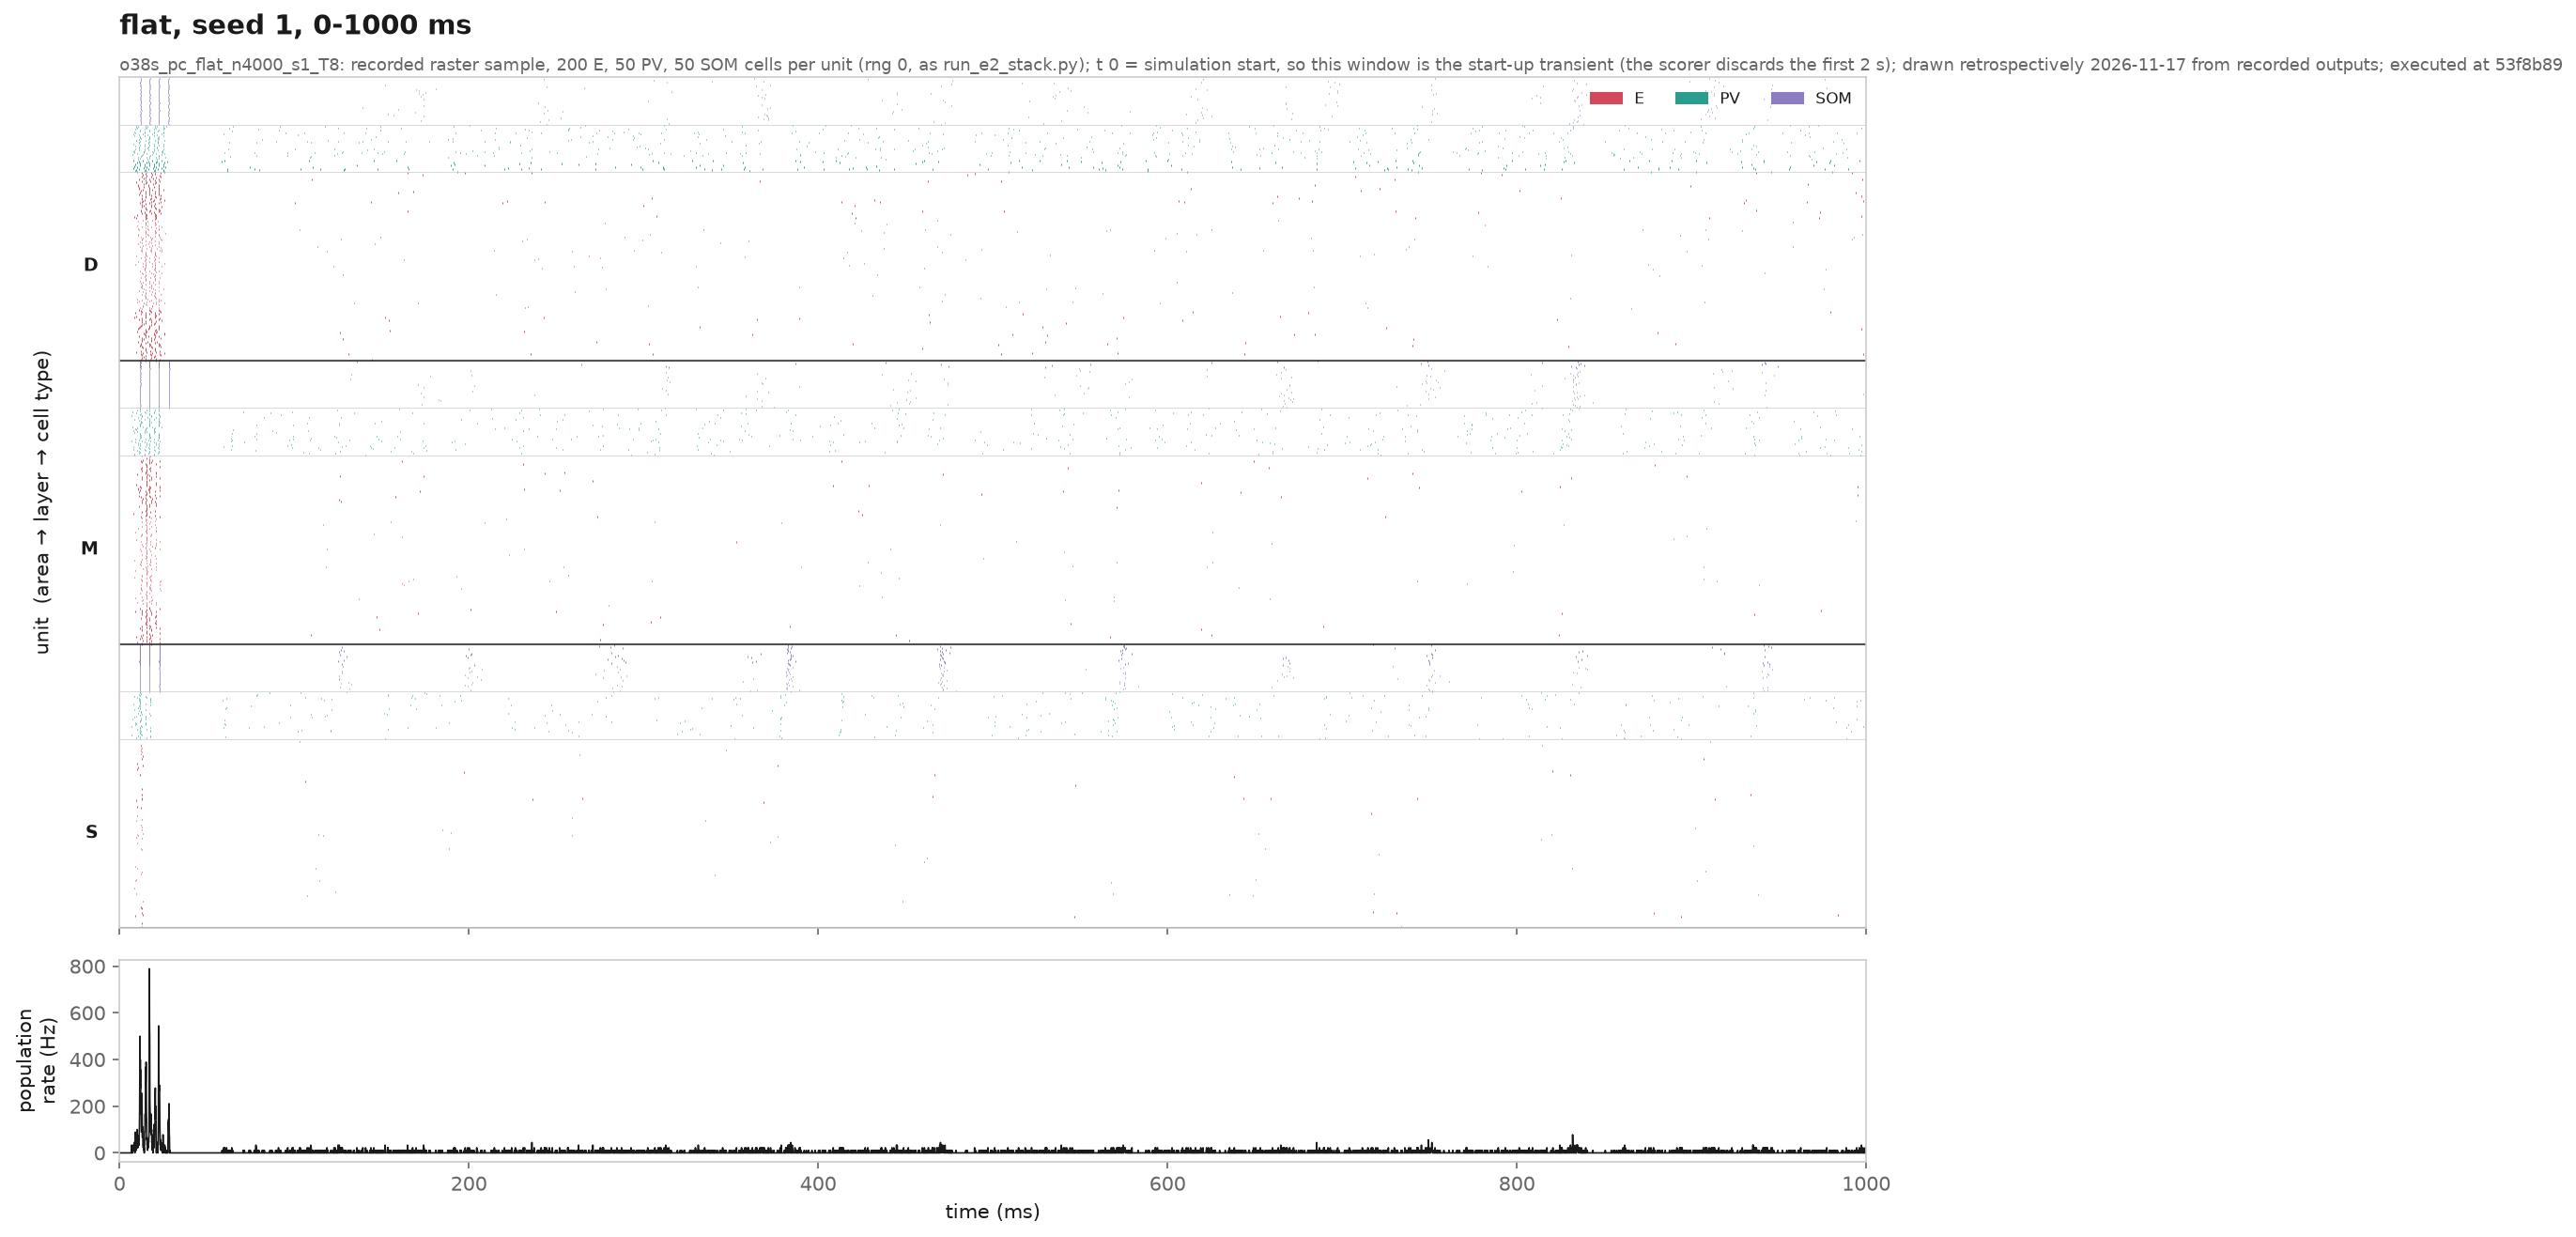 flat, seed 1, 0-1000 ms
o38s_pc_flat_n4000_s1_T8: recorded raster sample, 200 E, 50 PV, 50 SOM cells per unit (rng 0, as run_e2_stack.py); t 0 = simulation start, so this window is the start-up transient (the scorer discards the first 2 s); drawn retrospectively 2026-11-17 from recorded outputs; executed at 53f8b89
E PV SOM
D
M
S
unit (area → layer → cell type)
800
600
400
200
0
population
rate (Hz)
0 200 400 600 800 1000
time (ms)